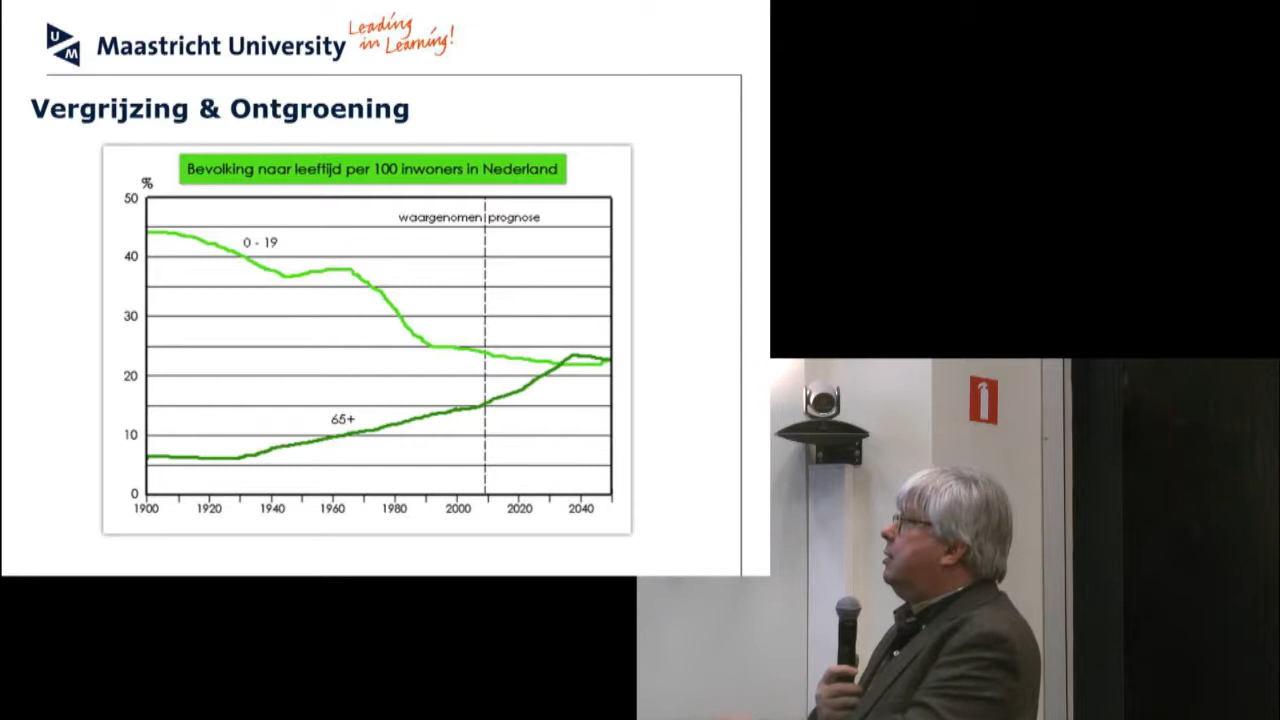 U
M
Maastricht University
Leading
in Learning!
Vergrijzing & Ontgroening
Bevolking naar leeftijd per 100 inwoners in Nederland
%
50
waargenomen prognose
0 - 19
40
30
20
65+
10
0
1900 1920 1940 1960 1980 2000 2020 2040